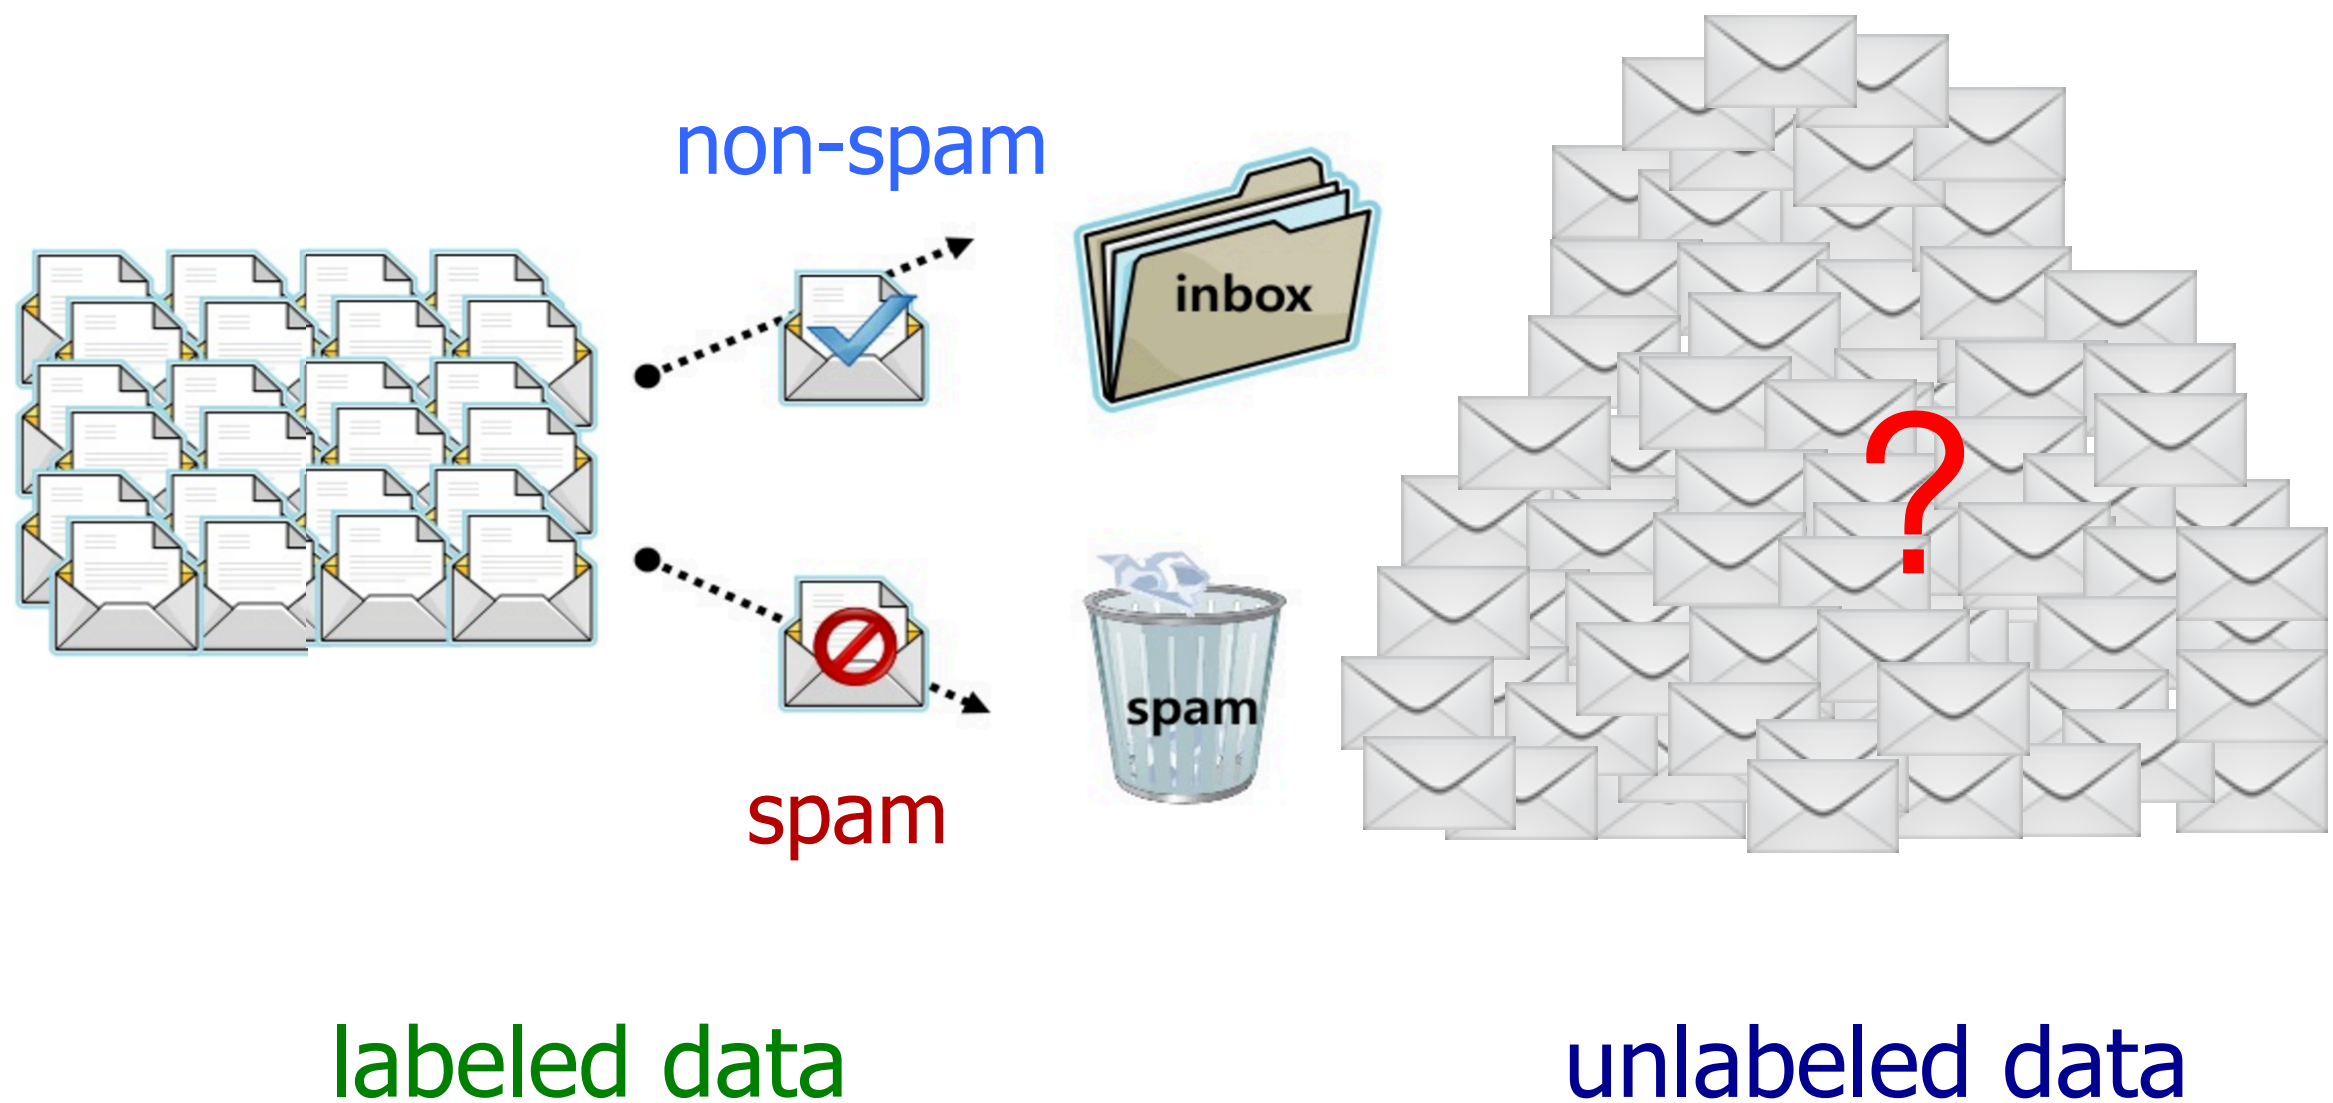 non-spam
inbox
?
spam
spam
labeled data
unlabeled data